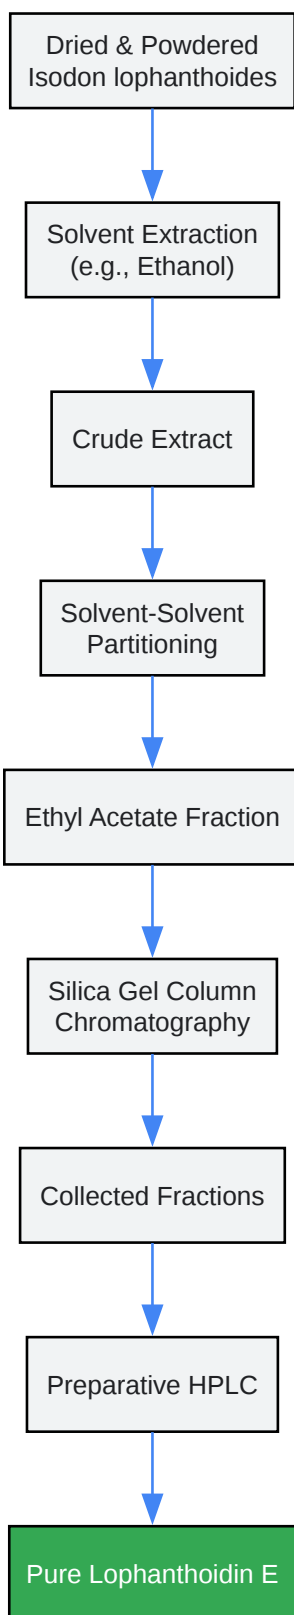 Dried & Powdered
Isodon lophanthoides
Solvent Extraction
(e.g., Ethanol)
Crude Extract
Solvent-Solvent
Partitioning
Ethyl Acetate Fraction
Silica Gel Column
Chromatography
Collected Fractions
Preparative HPLC
Pure Lophanthoidin E